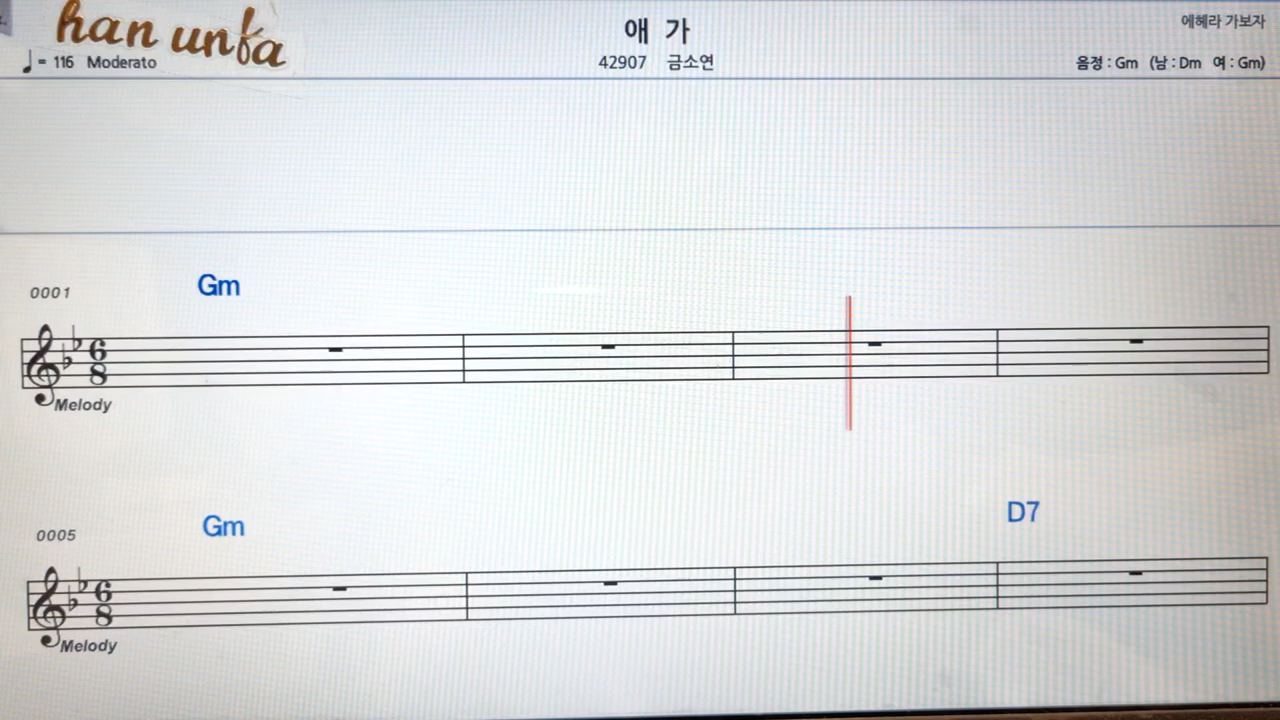 han unfa
애 가
에헤라 가보자
♩= 116 Moderato
42907 금소연
음정 : Gm (남 : Dm 여 : Gm)
0001
Gm
6
8
Melody
0005
Gm
D7
6
8
Melody